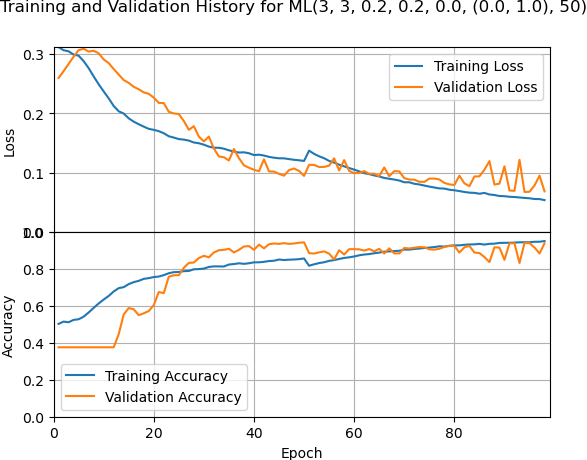 Training and Validation History for ML(3, 3, 0.2, 0.2, 0.0, (0.0, 1.0), 50)
Loss
0.3
0.2
0.1
Training Loss
Validation Loss
Accuracy
1.0
0.8
0.6
0.4
0.2
0.0
Training Accuracy
Validation Accuracy
0 20 40 60 80
Epoch